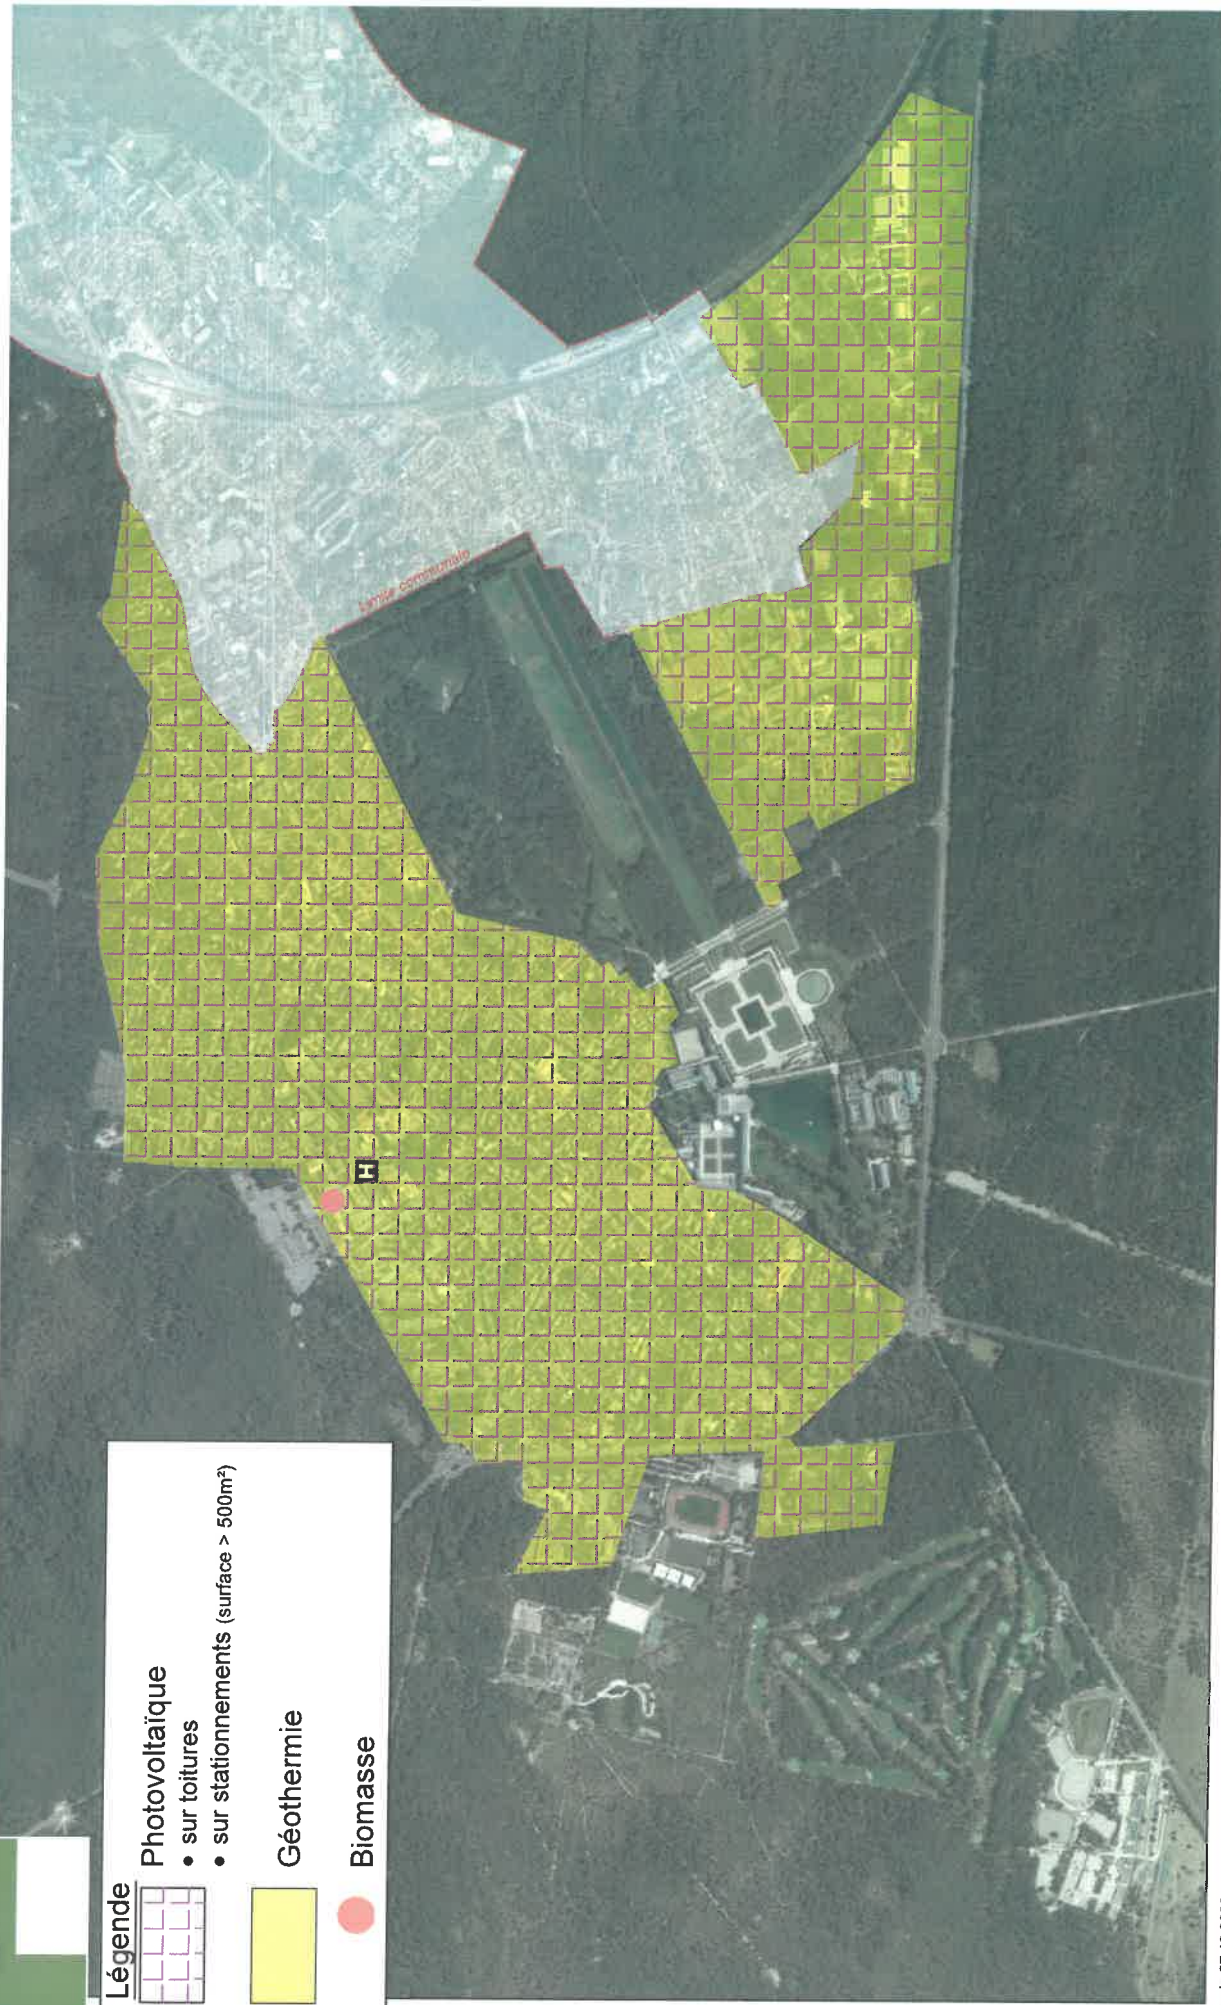 Légende
Photovoltaïque
• sur toitures
• sur stationnements (surface > 500m²)
Géothermie
Biomasse
H
Limite communale